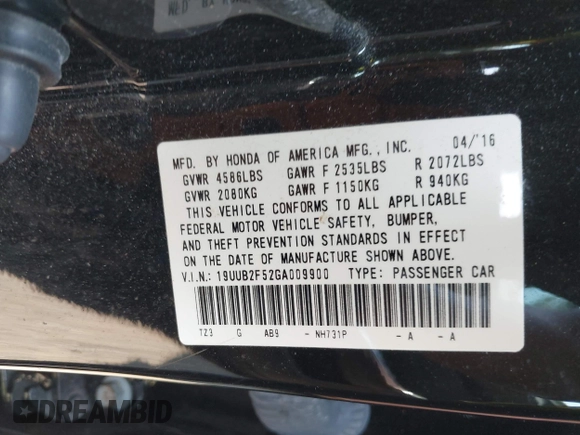 MFD. BY HONDA OF AMERICA MFG., INC. 04/'16
GVWR 4586LBS GAWR F 2535LBS R 2072LBS
GVWR 2080KG GAWR F 1150KG R 940KG
THIS VEHICLE CONFORMS TO ALL APPLICABLE
FEDERAL MOTOR VEHICLE SAFETY, BUMPER,
AND THEFT PREVENTION STANDARDS IN EFFECT
ON THE DATE OF MANUFACTURE SHOWN ABOVE.
V.I.N.: 19UUB2F52GA009900 TYPE: PASSENGER CAR
TZ3 G AB9 - NH731P - A - A
DREAMBID